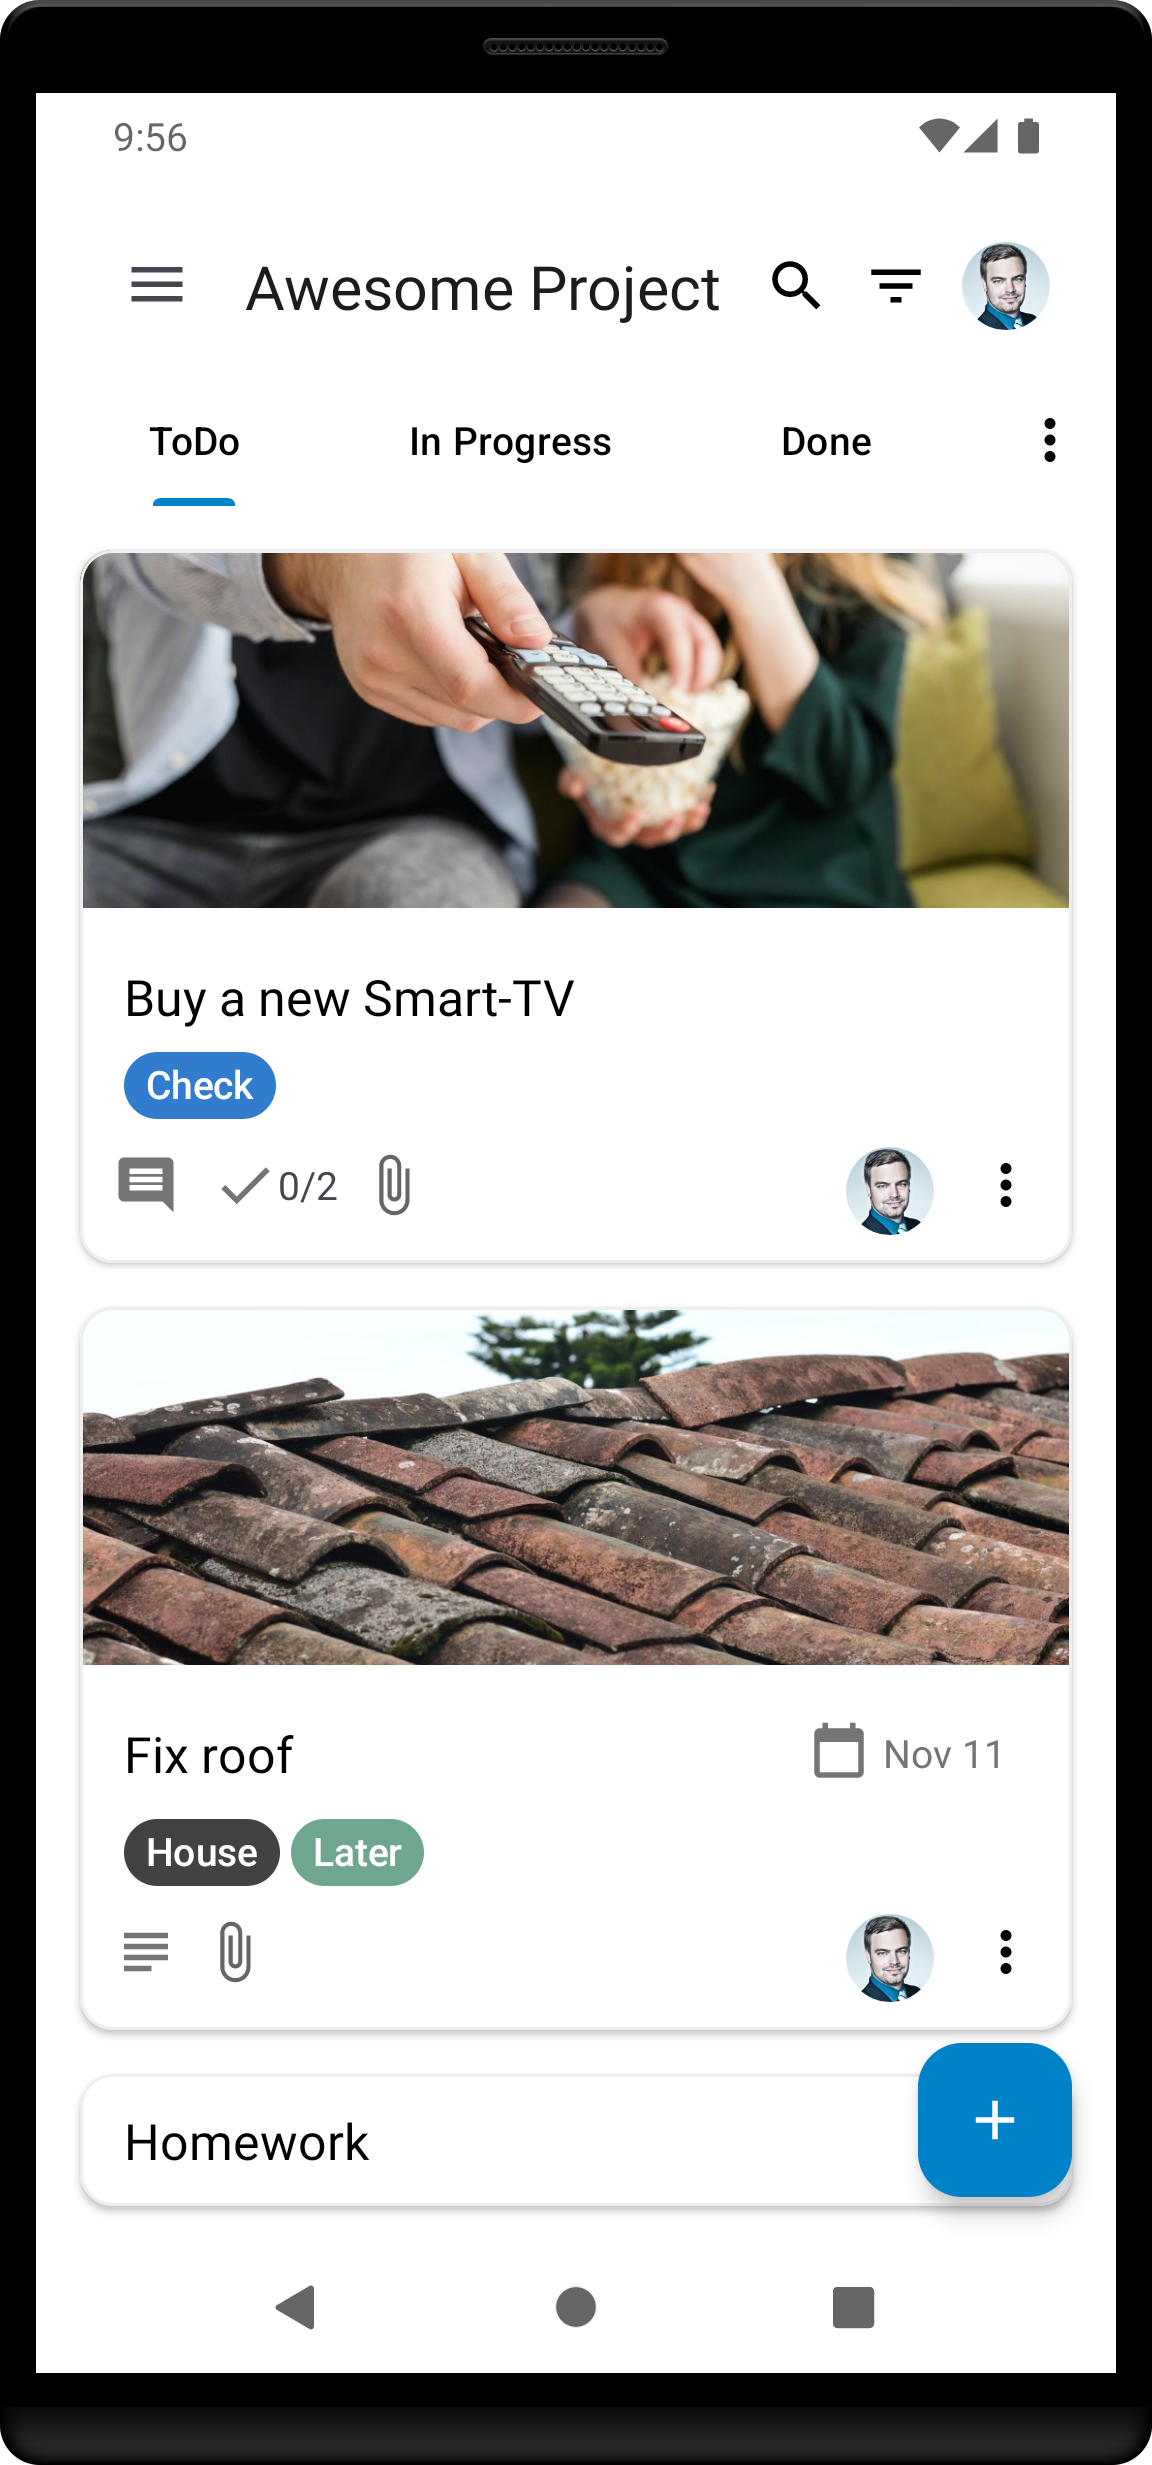 9:56
Awesome Project
ToDo In Progress Done
Buy a new Smart-TV
Check
0/2
Fix roof
Nov 11
House Later
Homework